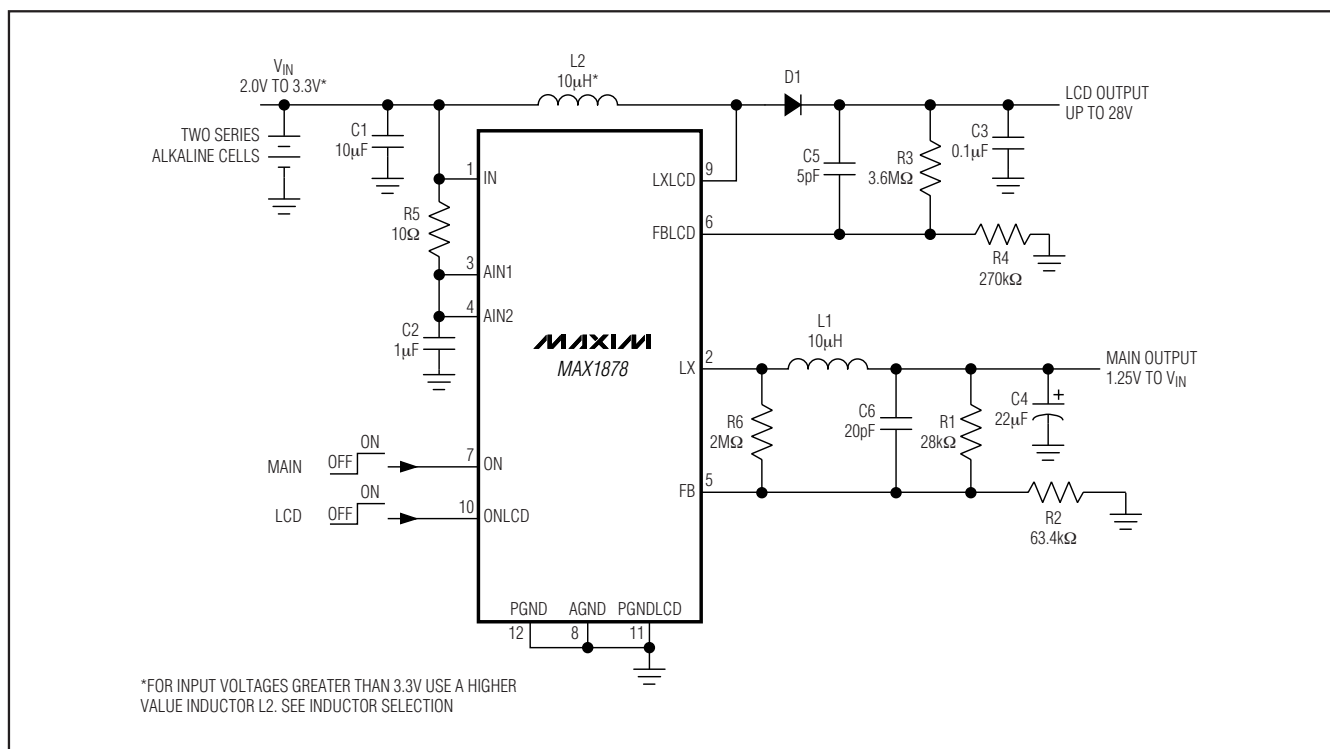 VIN
2.0V TO 3.3V*
TWO SERIES
ALKALINE CELLS
C1
10µF
L2
10µH*
D1
LCD OUTPUT
UP TO 28V
C5
5pF
R3
3.6MΩ
C3
0.1µF
R4
270kΩ
1
IN
R5
10Ω
3
AIN1
4
AIN2
C2
1µF
LXLCD
9
FBLCD
6
MAXIM
MAX1878
LX
2
L1
10µH
MAIN OUTPUT
1.25V TO VIN
R6
2MΩ
C6
20pF
R1
28kΩ
C4
22µF
+
FB
5
R2
63.4kΩ
MAIN
OFF
ON
7
ON
LCD
OFF
ON
10
ONLCD
PGND
AGND
PGNDLCD
12
8
11
*FOR INPUT VOLTAGES GREATER THAN 3.3V USE A HIGHER
VALUE INDUCTOR L2. SEE INDUCTOR SELECTION